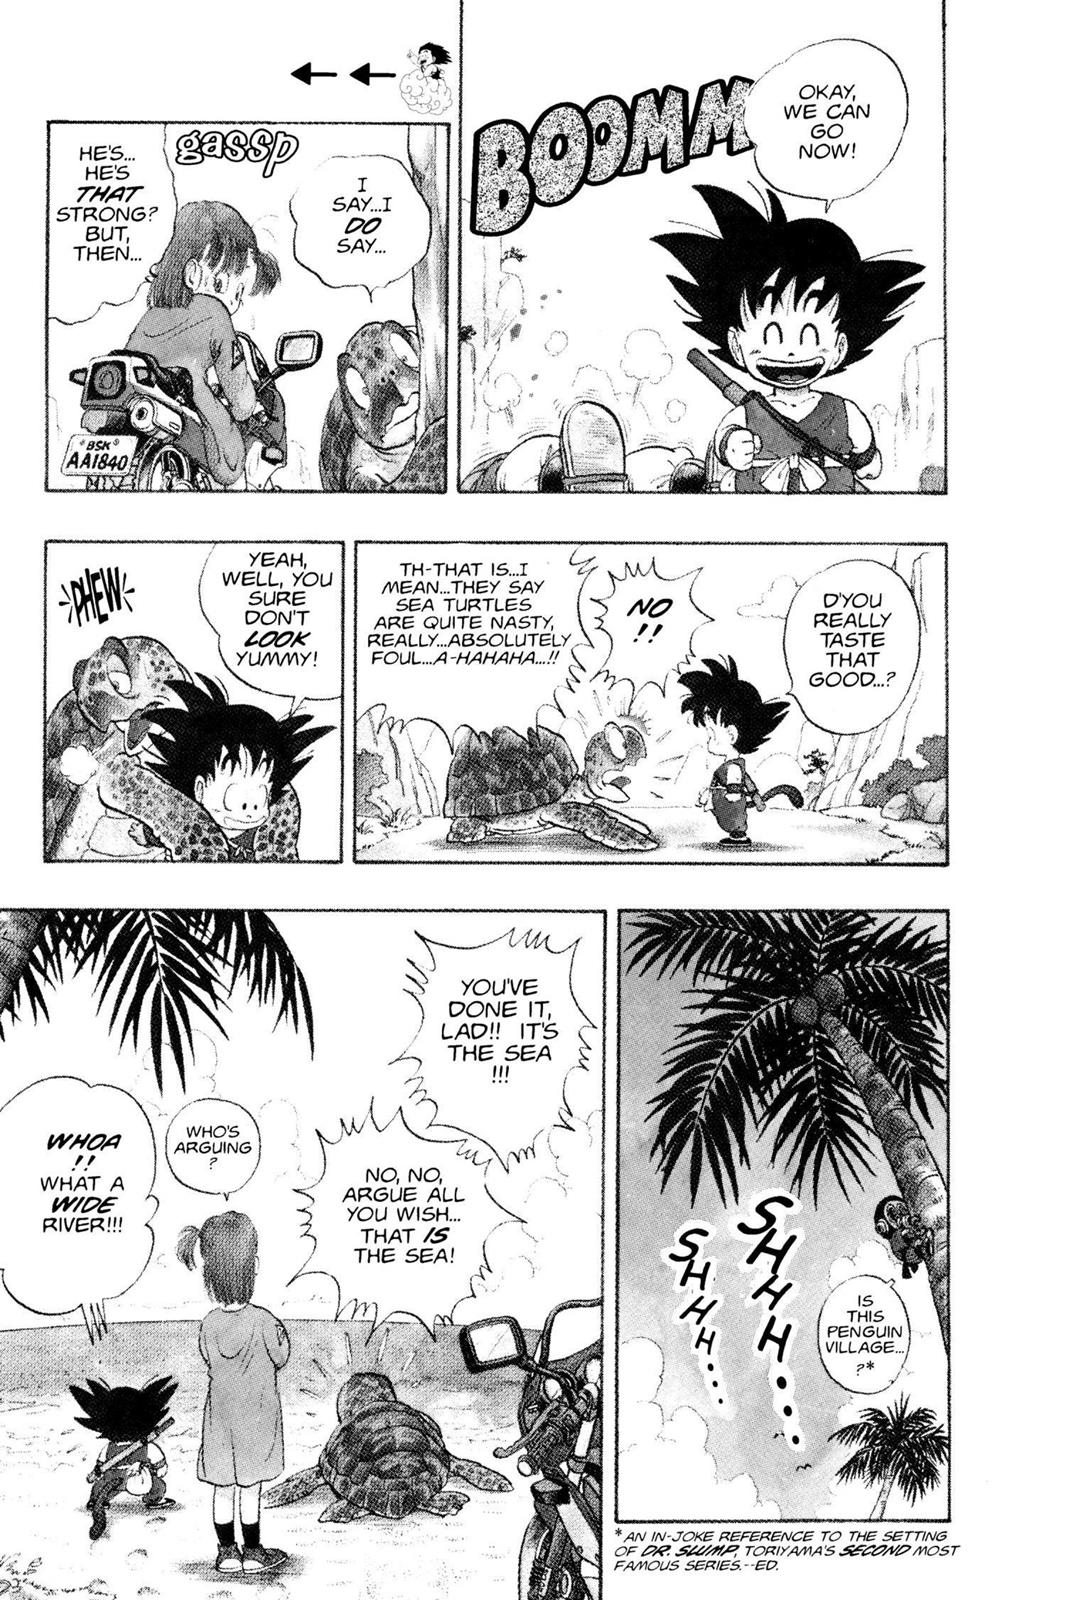 OKAY,
WE CAN
GO
NOW!
BOOMM
I
SAY...I
DO
SAY...
gassp
HE'S...
HE'S
THAT
STRONG?
BUT,
THEN...
BSK
AA1840
D'YOU
REALLY
TASTE
THAT
GOOD...?
NO
!!
TH-THAT IS...I
MEAN...THEY SAY
SEA TURTLES
ARE QUITE NASTY,
REALLY...ABSOLUTELY
FOUL...A-HAHAHA...!!
YEAH,
WELL, YOU
SURE
DON'T
LOOK
YUMMY!
PHEW
SHHH...
SHHH...
IS
THIS
PENGUIN
VILLAGE...
?*
*AN IN-JOKE REFERENCE TO THE SETTING
OF DR. SLUMP, TORIYAMA'S SECOND MOST
FAMOUS SERIES.--ED.
YOU'VE
DONE IT,
LAD!! IT'S
THE SEA
!!!
NO, NO,
ARGUE ALL
YOU WISH...
THAT IS
THE SEA!
WHO'S
ARGUING
?
WHOA
!!
WHAT A
WIDE
RIVER!!!